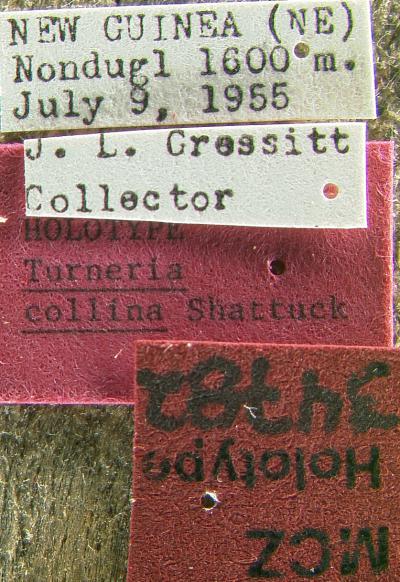 NEW GUINEA (NE)
Nondugl 1600 m.
July 9, 1955
J. L. Gressitt
Collector
HOLOTYPE
Turneria
collina Shattuck
MCZ
Holotype
34782